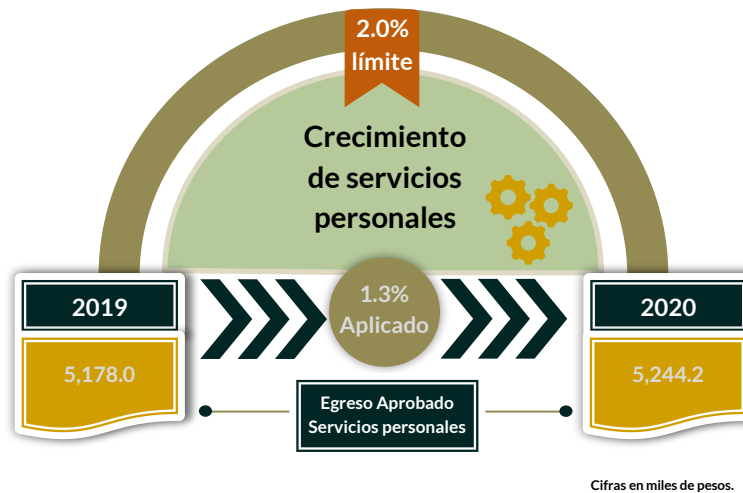 2.0%
límite
Crecimiento
de servicios
personales
2019
1.3%
Aplicado
2020
5,178.0
5,244.2
Egreso Aprobado
Servicios personales
Cifras en miles de pesos.